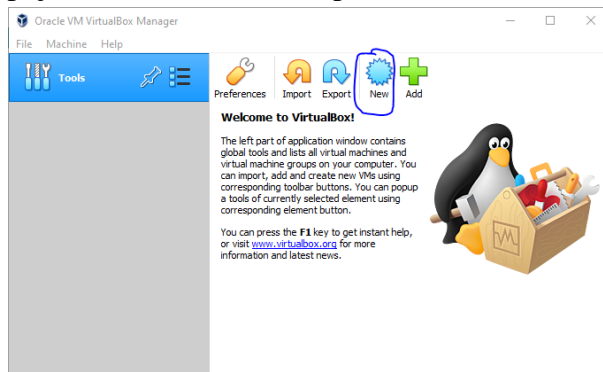 Oracle VM VirtualBox Manager
File Machine Help
Tools
Preferences Import Export New Add
Welcome to VirtualBox!
The left part of application window contains
global tools and lists all virtual machines and
virtual machine groups on your computer. You
can import, add and create new VMs using
corresponding toolbar buttons. You can popup
a tools of currently selected element using
corresponding element button.
You can press the F1 key to get instant help,
or visit www.virtualbox.org for more
information and latest news.